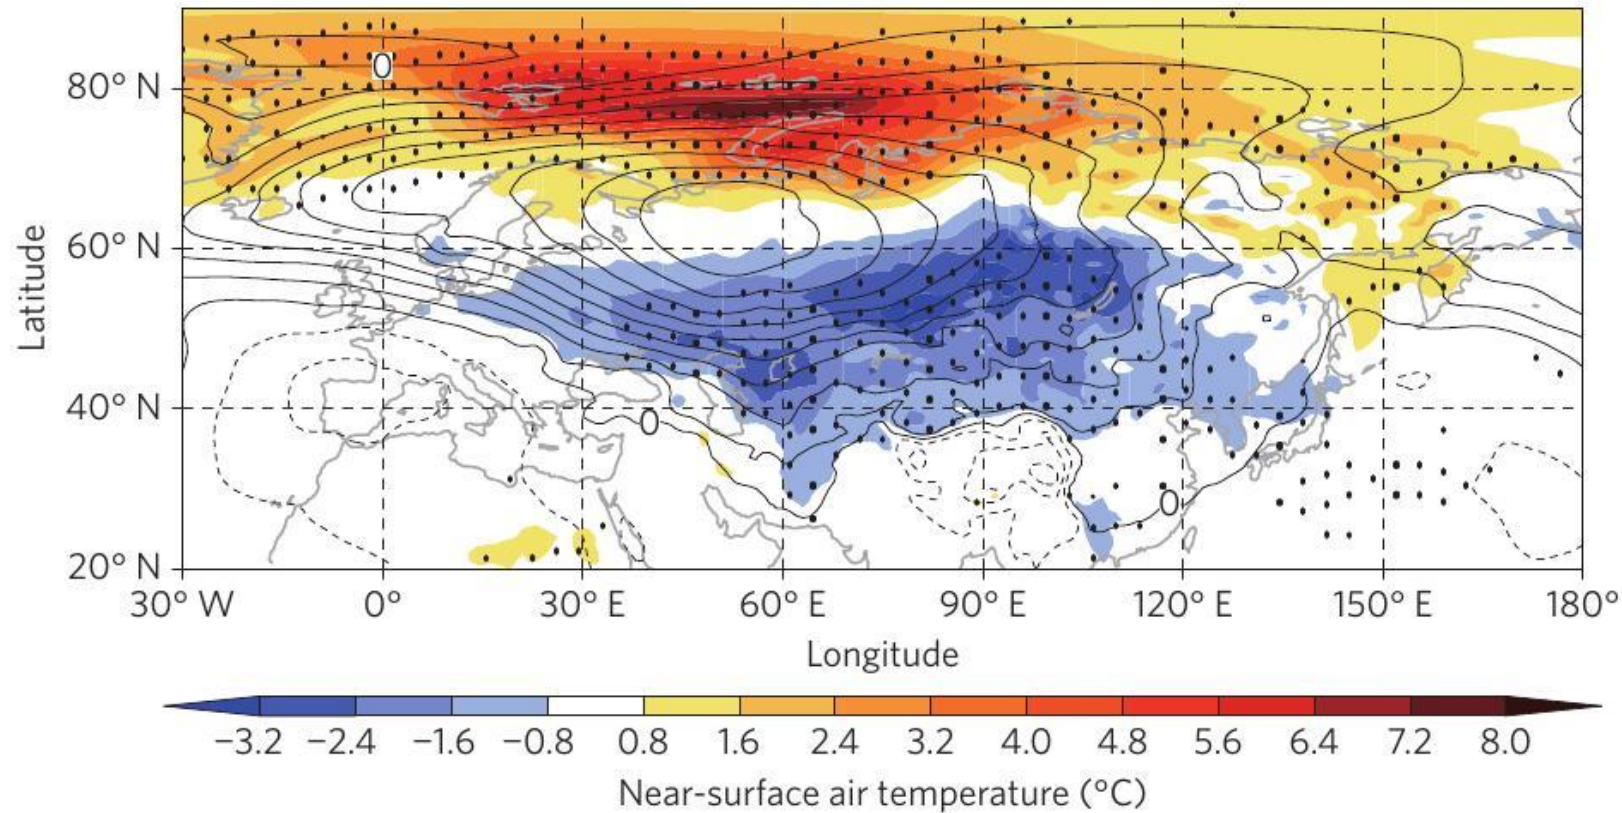 0
80° N
60° N
40° N
20° N
Latitude
0
0
30° W 0° 30° E 60° E 90° E 120° E 150° E 180°
Longitude
−3.2 −2.4 −1.6 −0.8 0.8 1.6 2.4 3.2 4.0 4.8 5.6 6.4 7.2 8.0
Near-surface air temperature (°C)